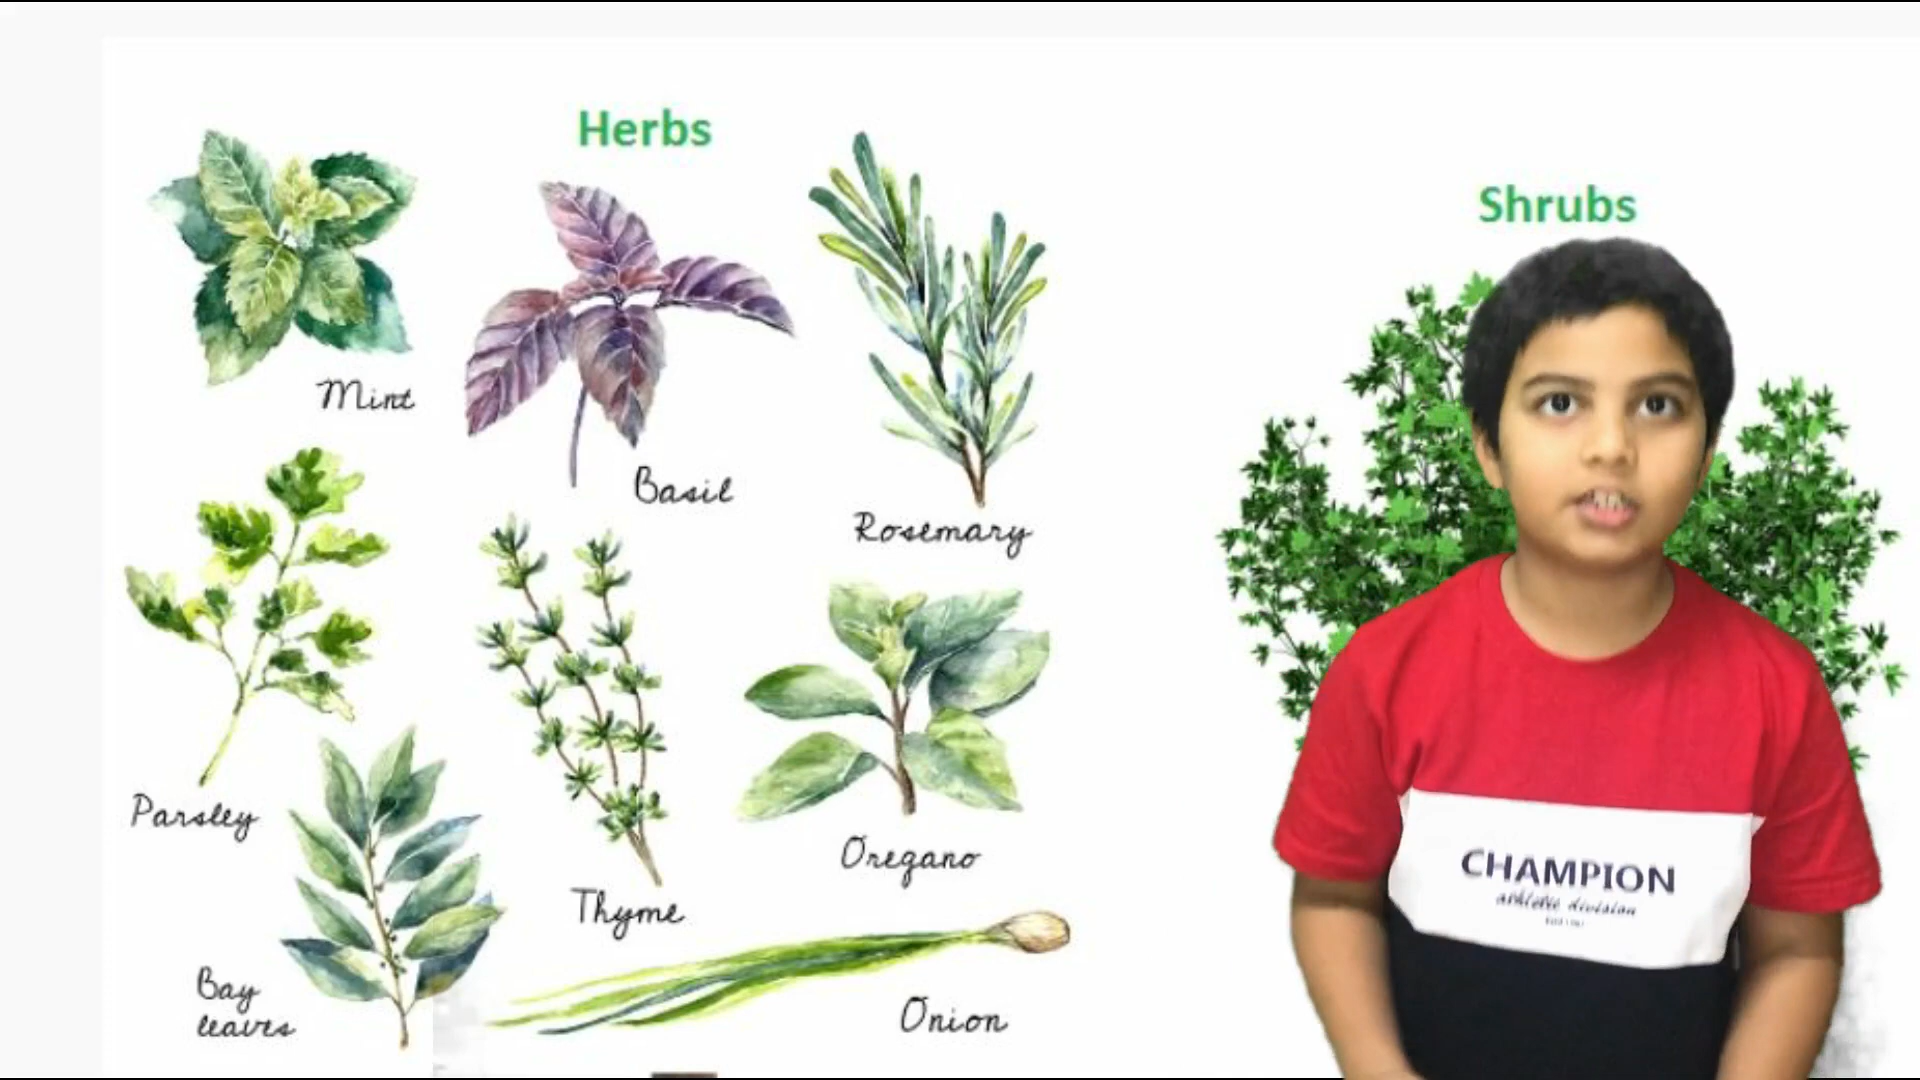 Herbs
Shrubs
Mint
Basil
Rosemary
Parsley
Thyme
Oregano
Bay
leaves
Onion
CHAMPION
athletic division